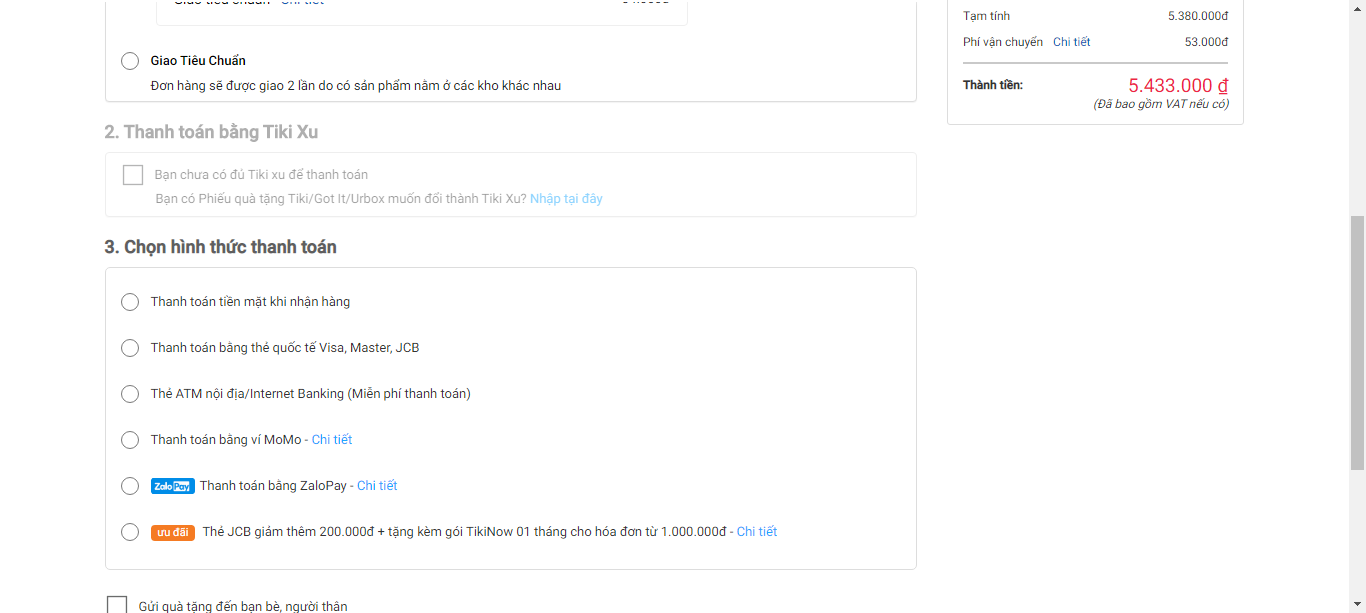 Giao tiêu chuẩn - Chi tiết
Giao Tiêu Chuẩn
Đơn hàng sẽ được giao 2 lần do có sản phẩm nằm ở các kho khác nhau
2. Thanh toán bằng Tiki Xu
Bạn chưa có đủ Tiki xu để thanh toán
Bạn có Phiếu quà tặng Tiki/Got It/Urbox muốn đổi thành Tiki Xu? Nhập tại đây
3. Chọn hình thức thanh toán
Thanh toán tiền mặt khi nhận hàng
Thanh toán bằng thẻ quốc tế Visa, Master, JCB
Thẻ ATM nội địa/Internet Banking (Miễn phí thanh toán)
Thanh toán bằng ví MoMo - Chi tiết
Zalo Pay Thanh toán bằng ZaloPay - Chi tiết
ưu đãi Thẻ JCB giảm thêm 200.000đ + tặng kèm gói TikiNow 01 tháng cho hóa đơn từ 1.000.000đ - Chi tiết
Gửi quà tặng đến bạn bè, người thân
Tạm tính 5.380.000đ
Phí vận chuyển Chi tiết 53.000đ
Thành tiền: 5.433.000 đ
(Đã bao gồm VAT nếu có)